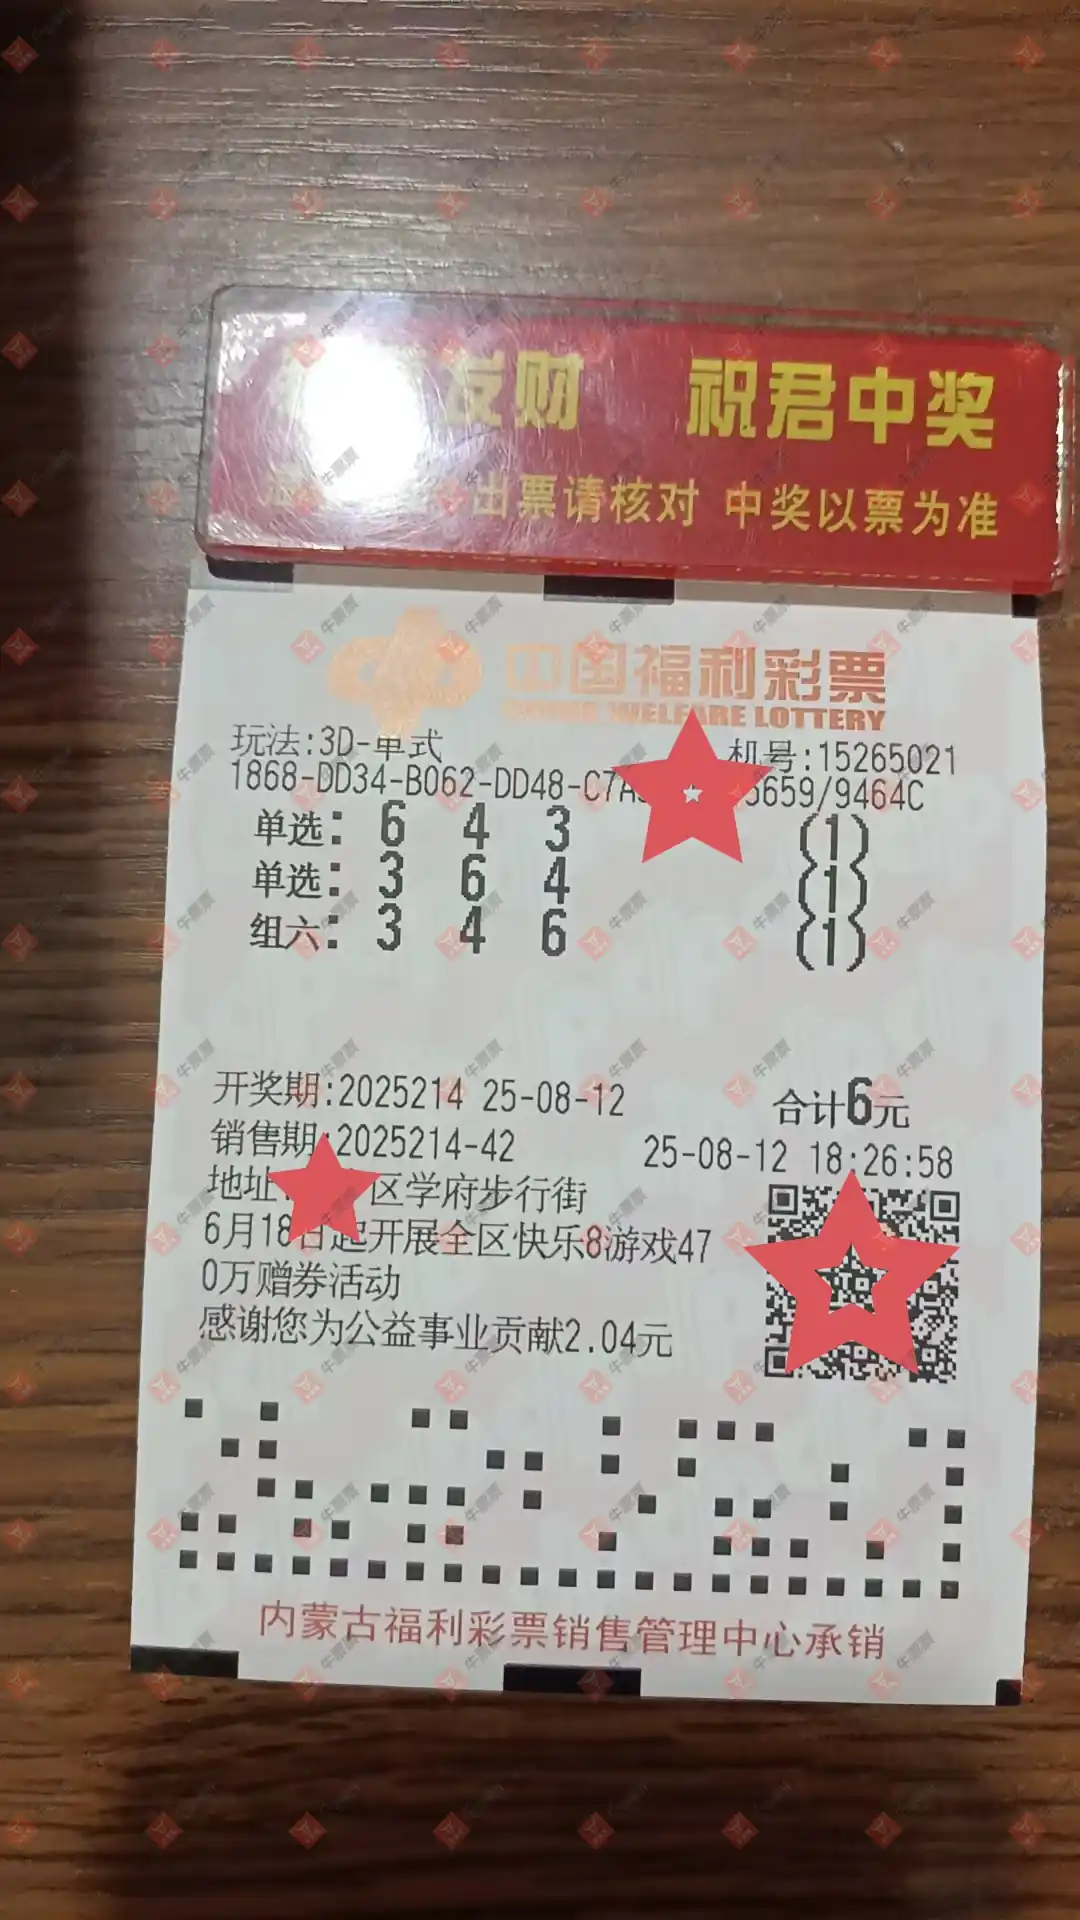 发财 祝君中奖
出票请核对 中奖以票为准
中国福利彩票
CHINA WELFARE LOTTERY
玩法:3D-单式 机号:15265021
1868-DD34-B062-DD48-C7A 5659/9464C
单选: 6 4 3 (1)
单选: 3 6 4 (1)
组六: 3 4 6 (1)
开奖期:2025214 25-08-12 合计6元
销售期:2025214-42 25-08-12 18:26:58
地址: 区学府步行街
6月18日起开展全区快乐8游戏47
0万赠券活动
感谢您为公益事业贡献2.04元
内蒙古福利彩票销售管理中心承销
牛票票